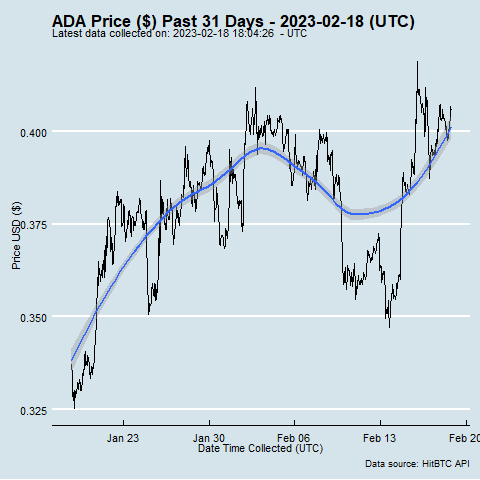 ADA Price ($) Past 31 Days - 2023-02-18 (UTC)
Latest data collected on: 2023-02-18 18:04:26  - UTC
0.400
0.375
0.350
0.325
Price USD ($)
Jan 23 Jan 30 Feb 06 Feb 13 Feb 20
Date Time Collected (UTC)
Data source: HitBTC API